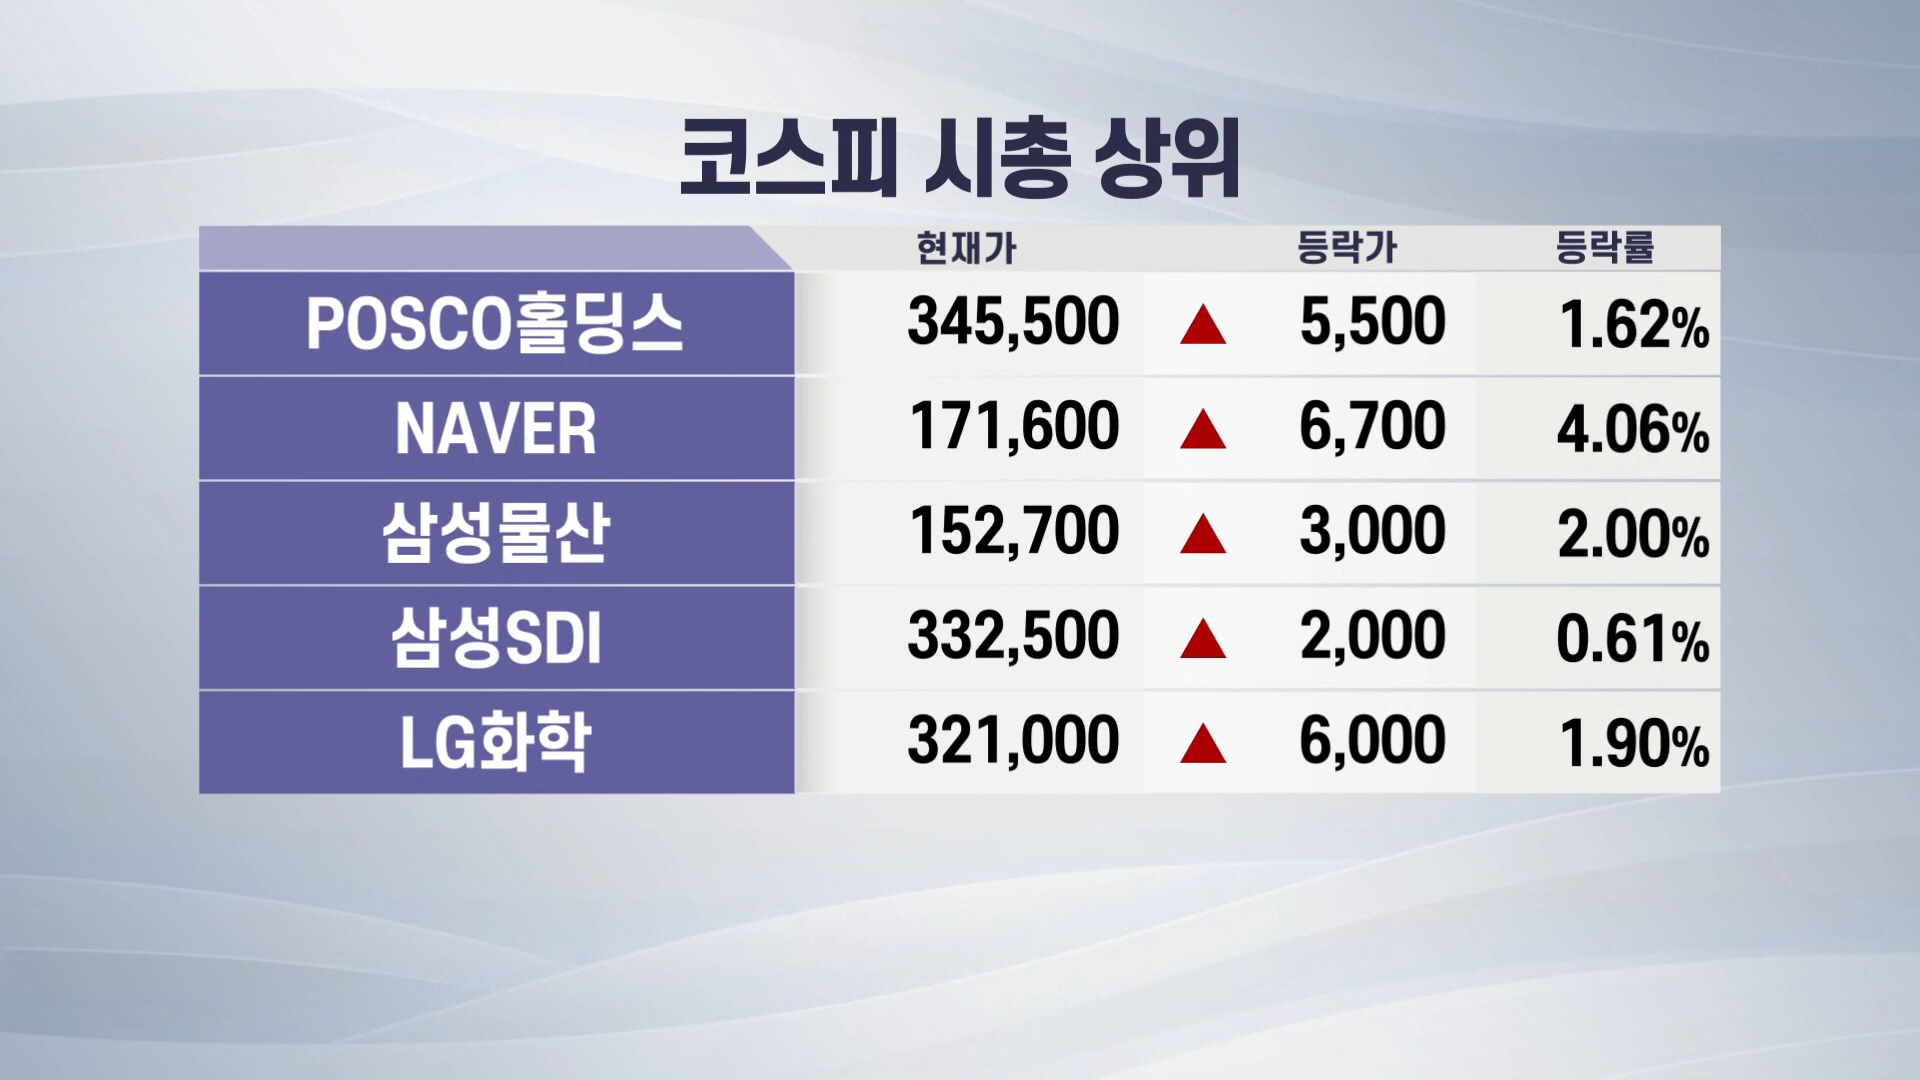 코스피 시총 상위
현재가 등락가 등락률
POSCO홀딩스 345,500 ▲ 5,500 1.62%
NAVER 171,600 ▲ 6,700 4.06%
삼성물산 152,700 ▲ 3,000 2.00%
삼성SDI 332,500 ▲ 2,000 0.61%
LG화학 321,000 ▲ 6,000 1.90%